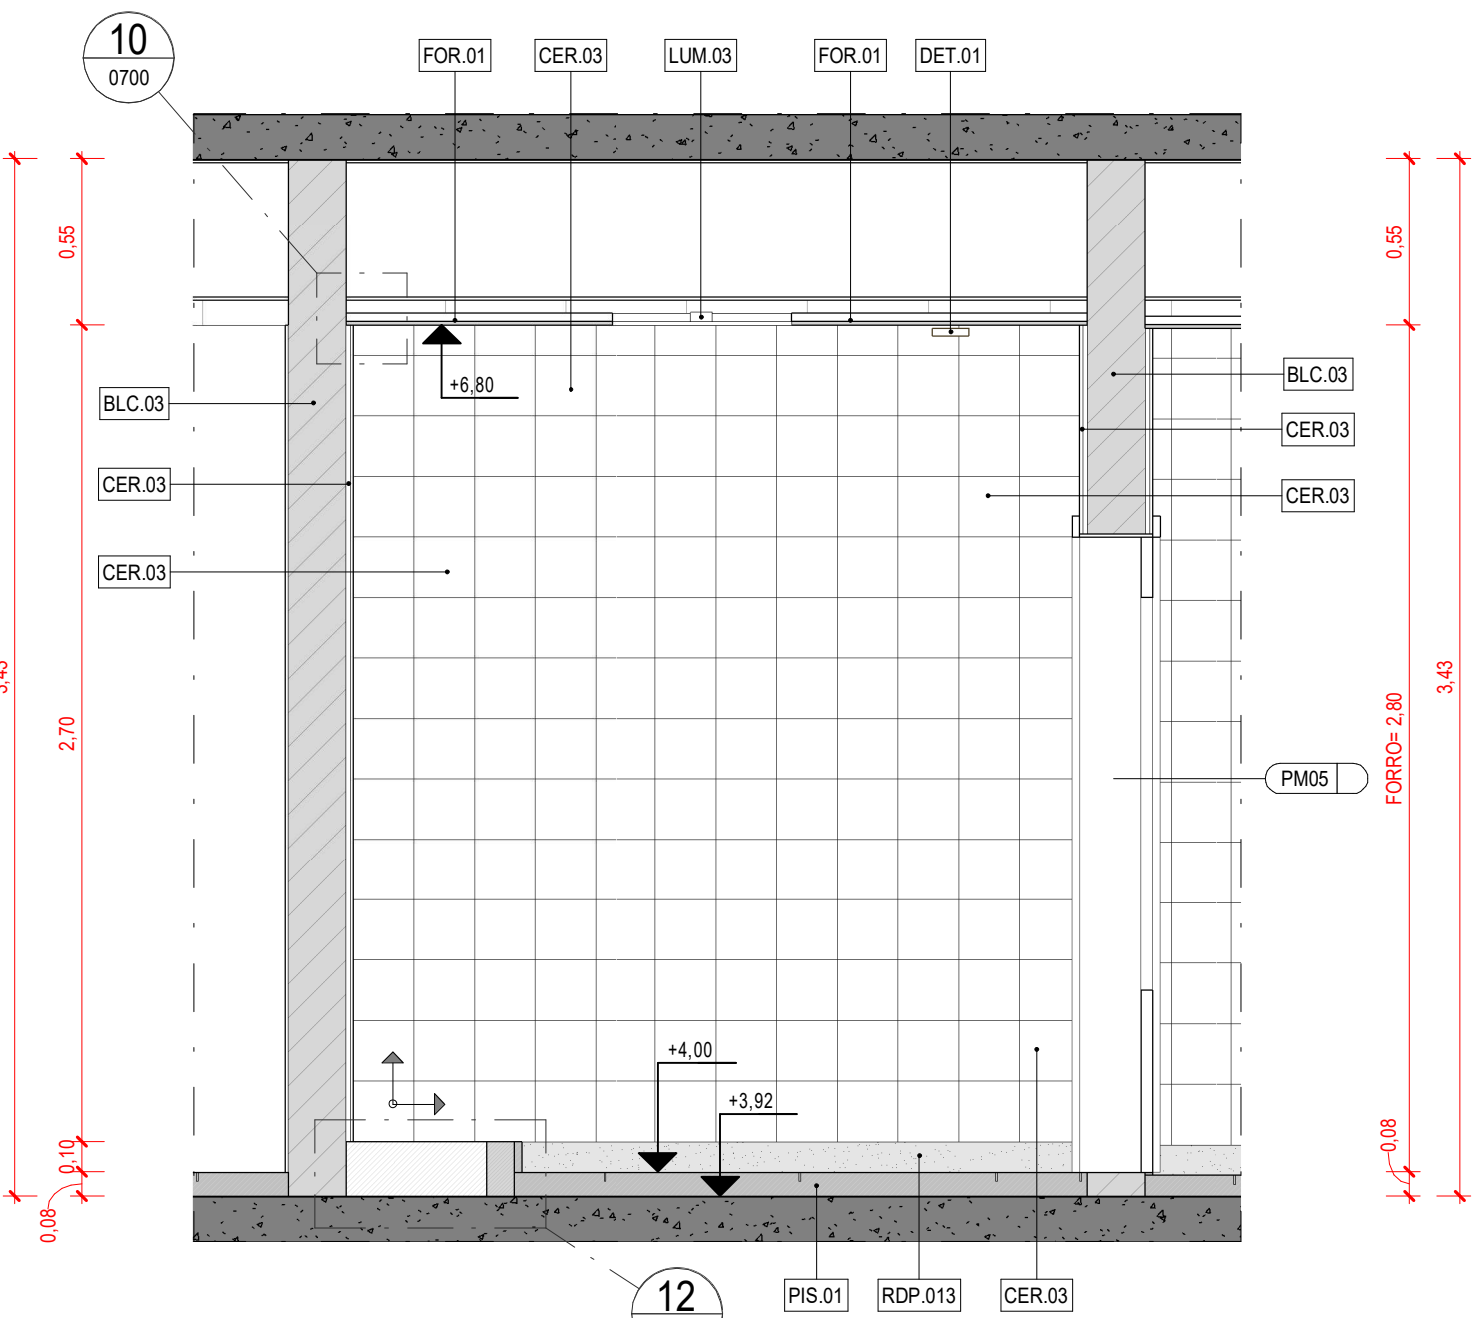 10
0700
FOR.01
CER.03
LUM.03
FOR.01
DET.01
0,55
0,55
+6,80
BLC.03
BLC.03
CER.03
CER.03
CER.03
CER.03
3,43
2,70
FORRO= 2,80
3,43
PM05
+4,00
+3,92
0,10
0,08
0,08
12
PIS.01
RDP.013
CER.03